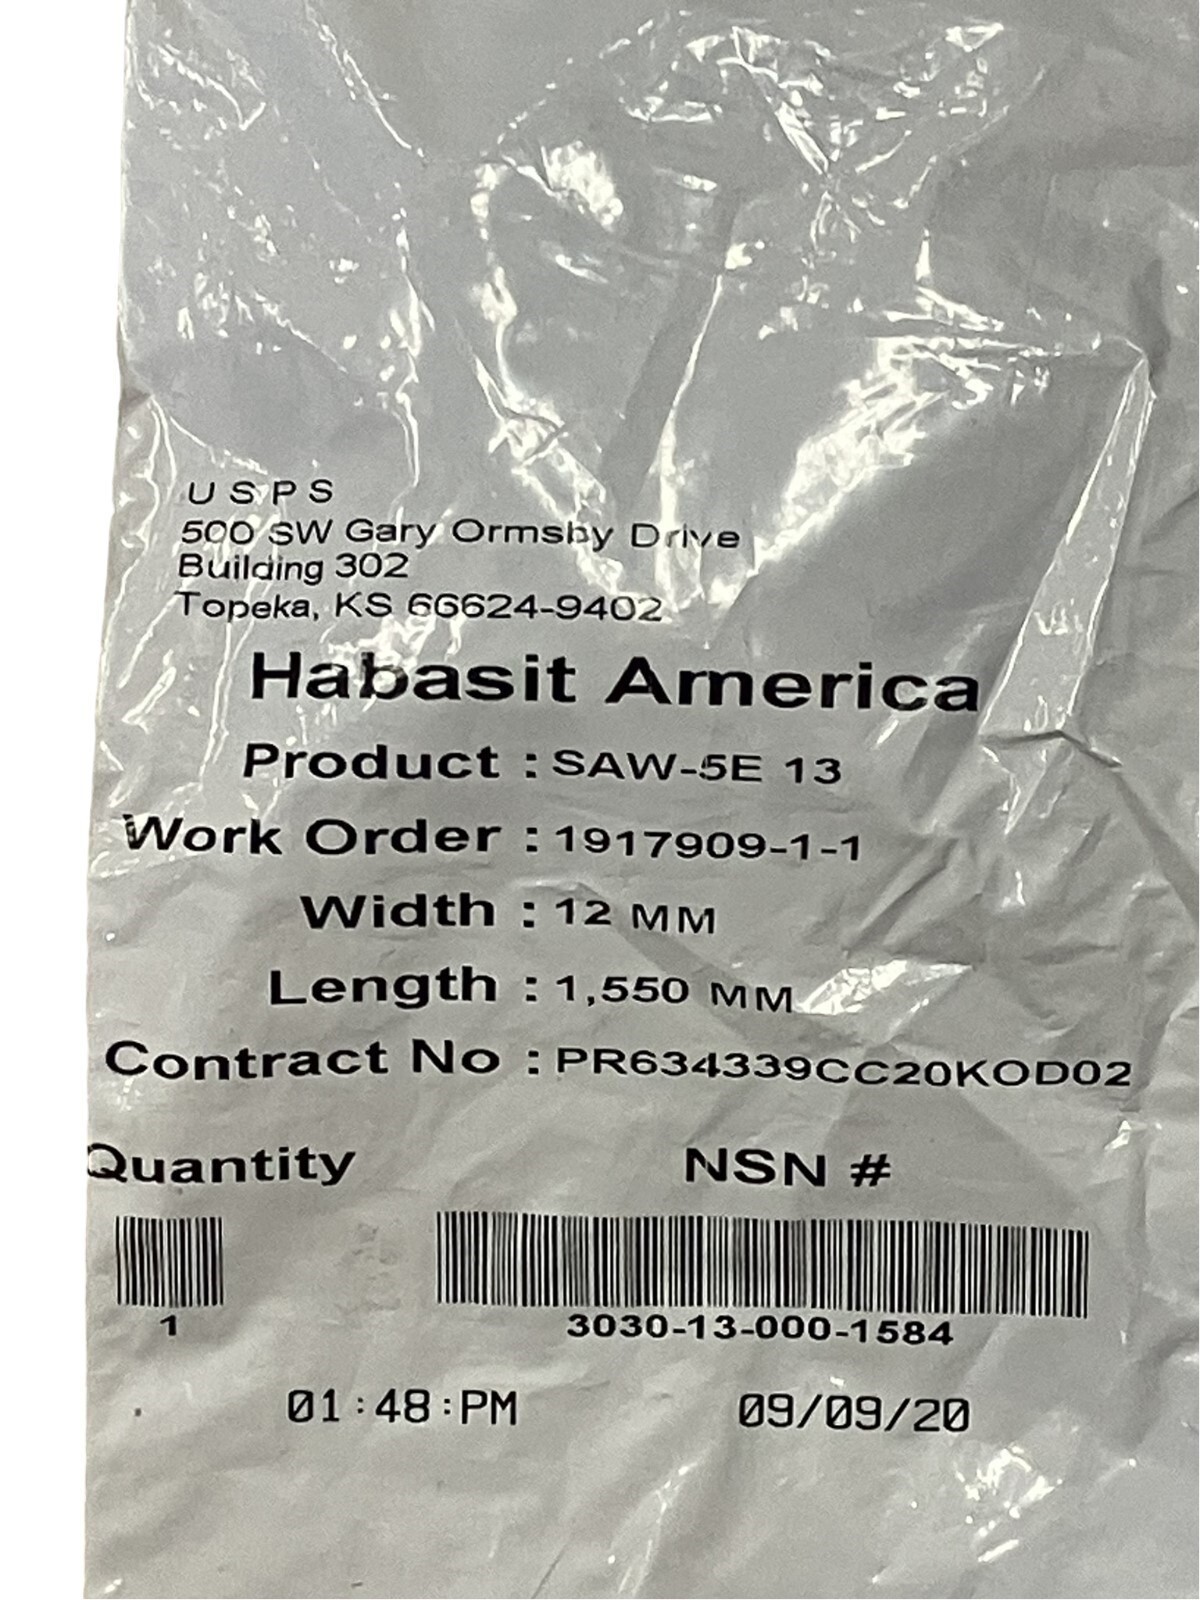 USPS
500 SW Gary Ormsby Drive
Building 302
Topeka, KS 66624-9402
Habasit America
Product : SAW-5E 13
Work Order : 1917909-1-1
Width : 12 MM
Length : 1,550 MM
Contract No : PR634339CC20KOD02
Quantity NSN #
1 3030-13-000-1584
01:48:PM 09/09/20